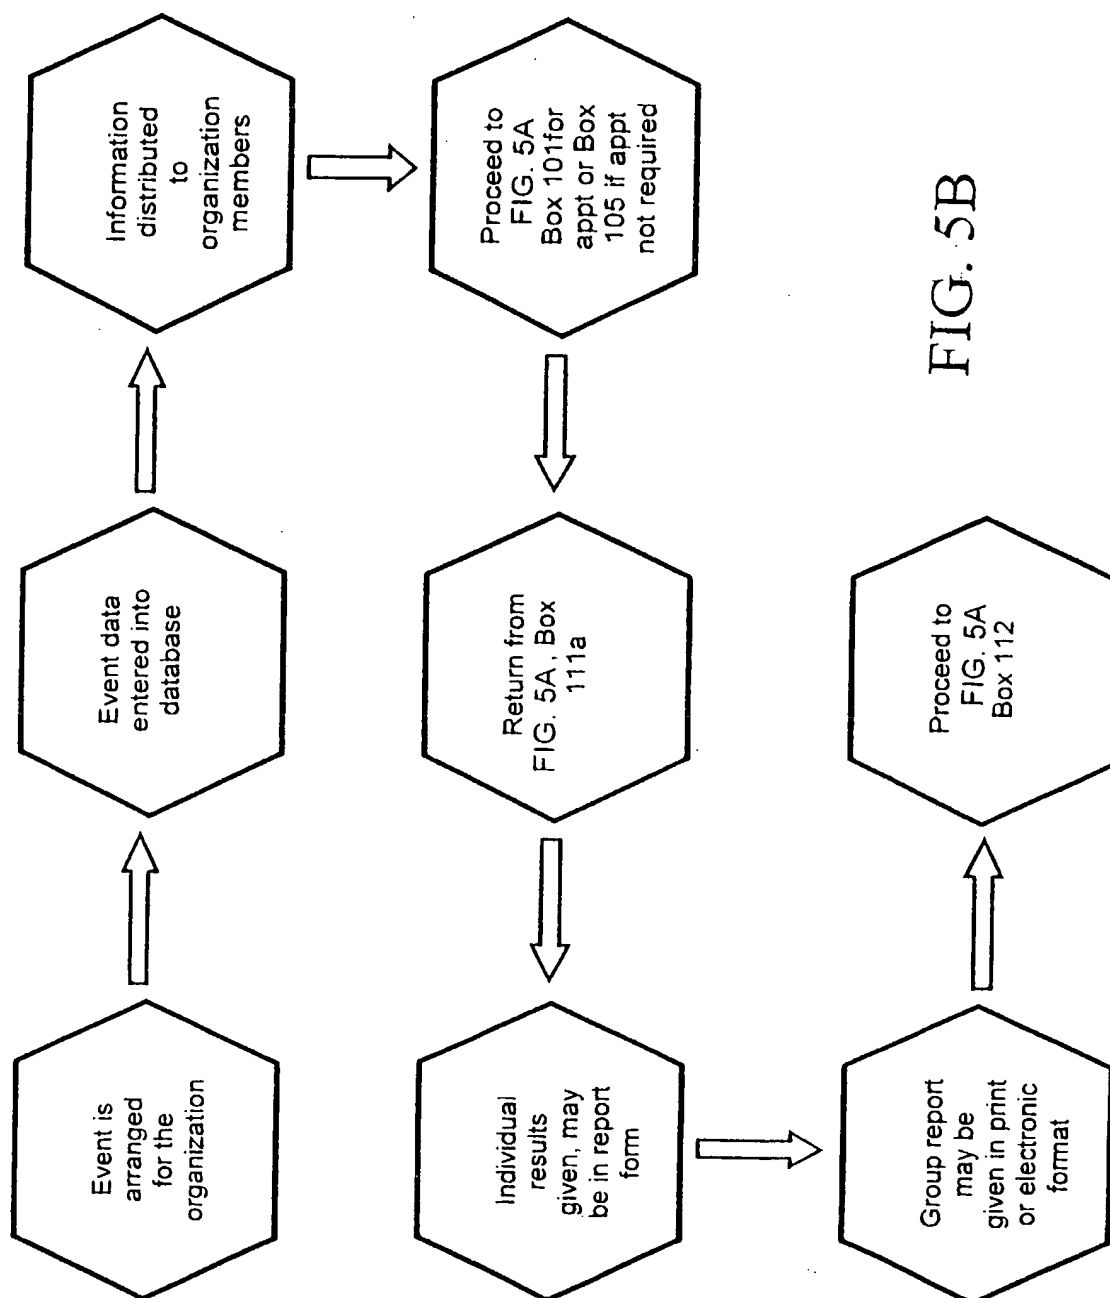 Event is
arranged
for the
organization
Event data
entered into
database
Information
distributed
to
organization
members
Proceed to
FIG. 5A
Box 101for
appt or Box
105 if appt
not required
Return from
FIG. 5A, Box
111a
Individual
results
given, may
be in report
form
Group report
may be
given in print
or electronic
format
Proceed to
FIG. 5A
Box 112
FIG. 5B